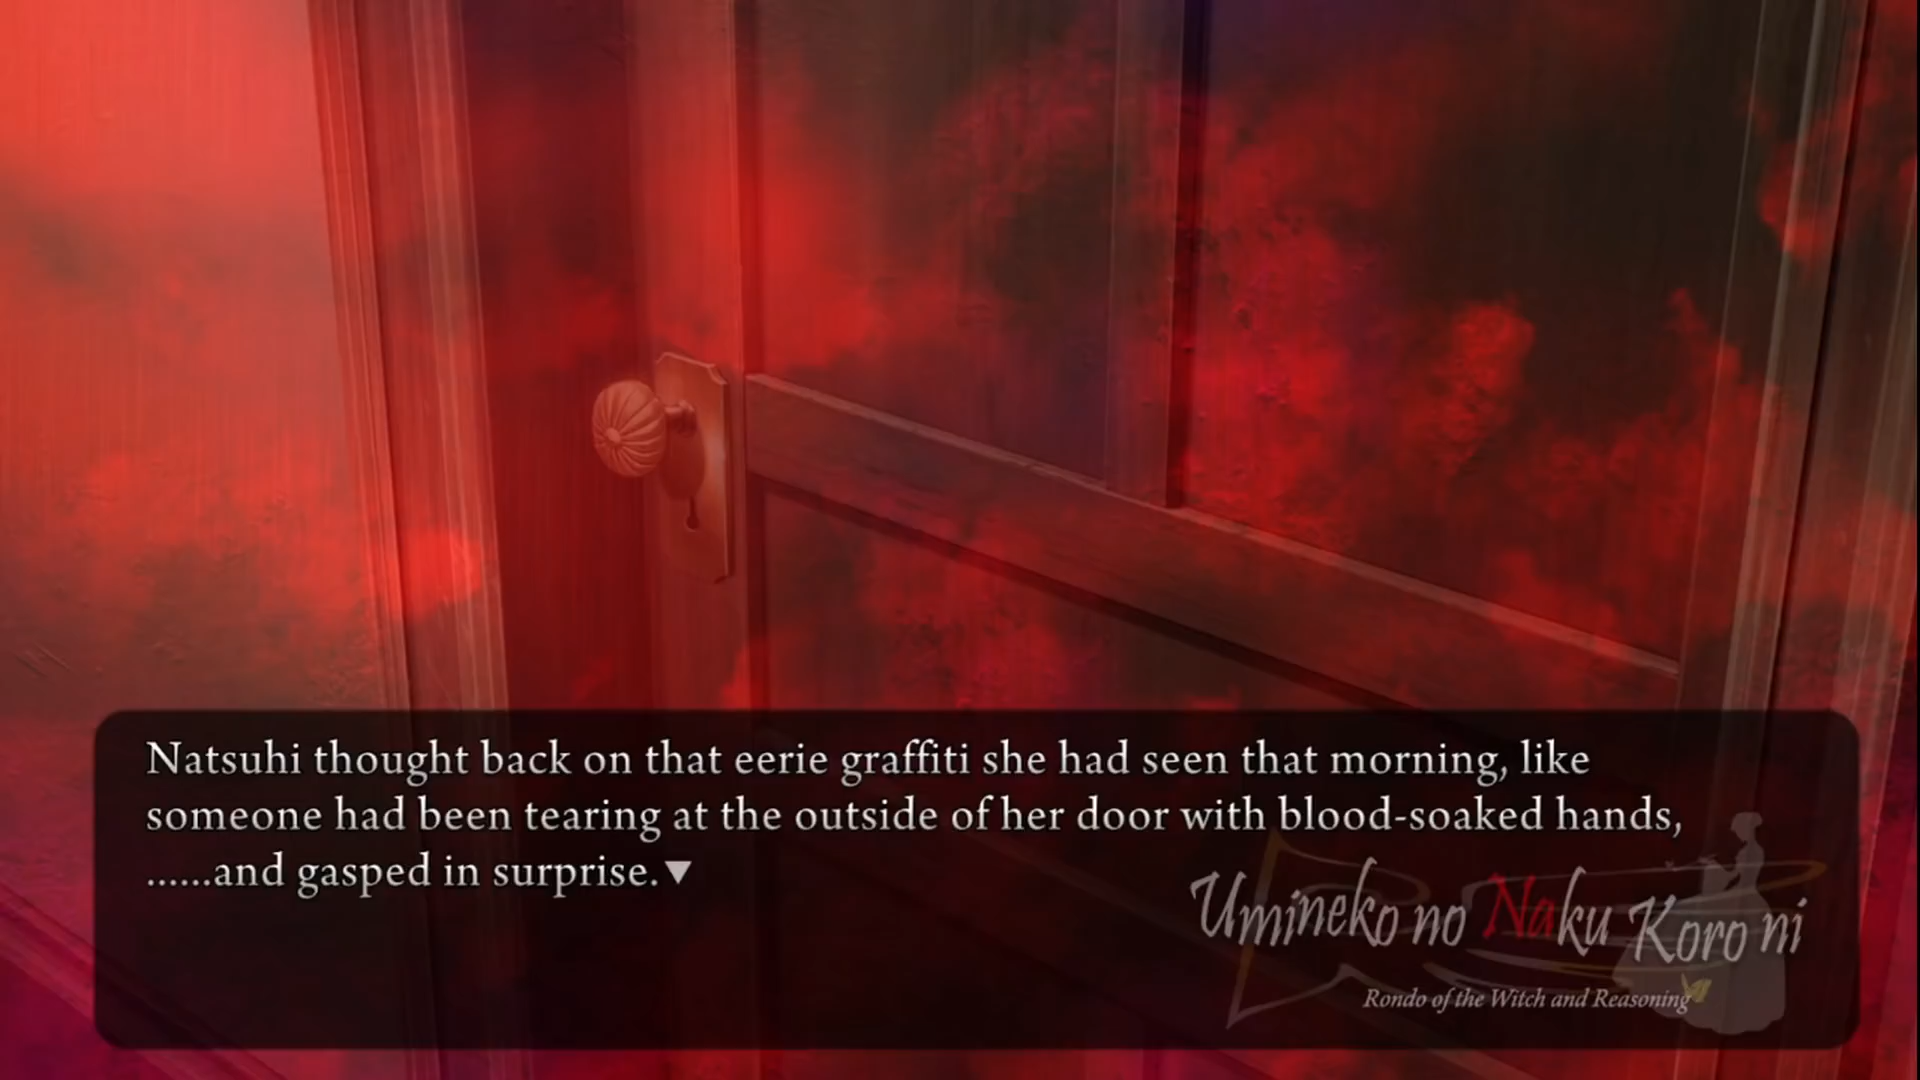 Natsuhi thought back on that eerie graffiti she had seen that morning, like
someone had been tearing at the outside of her door with blood-soaked hands,
......and gasped in surprise.▼
Umineko no Naku Koro ni
Rondo of the Witch and Reasoning